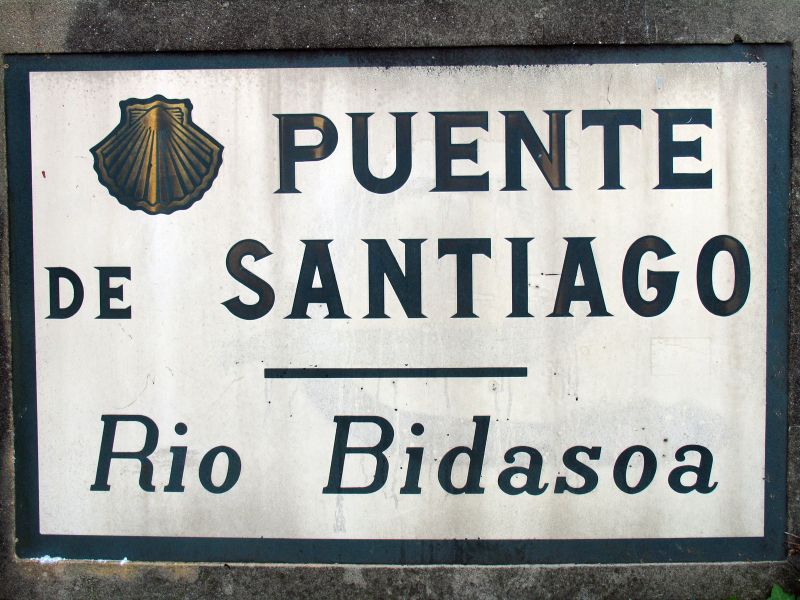 PUENTE
DE SANTIAGO
Rio Bidasoa